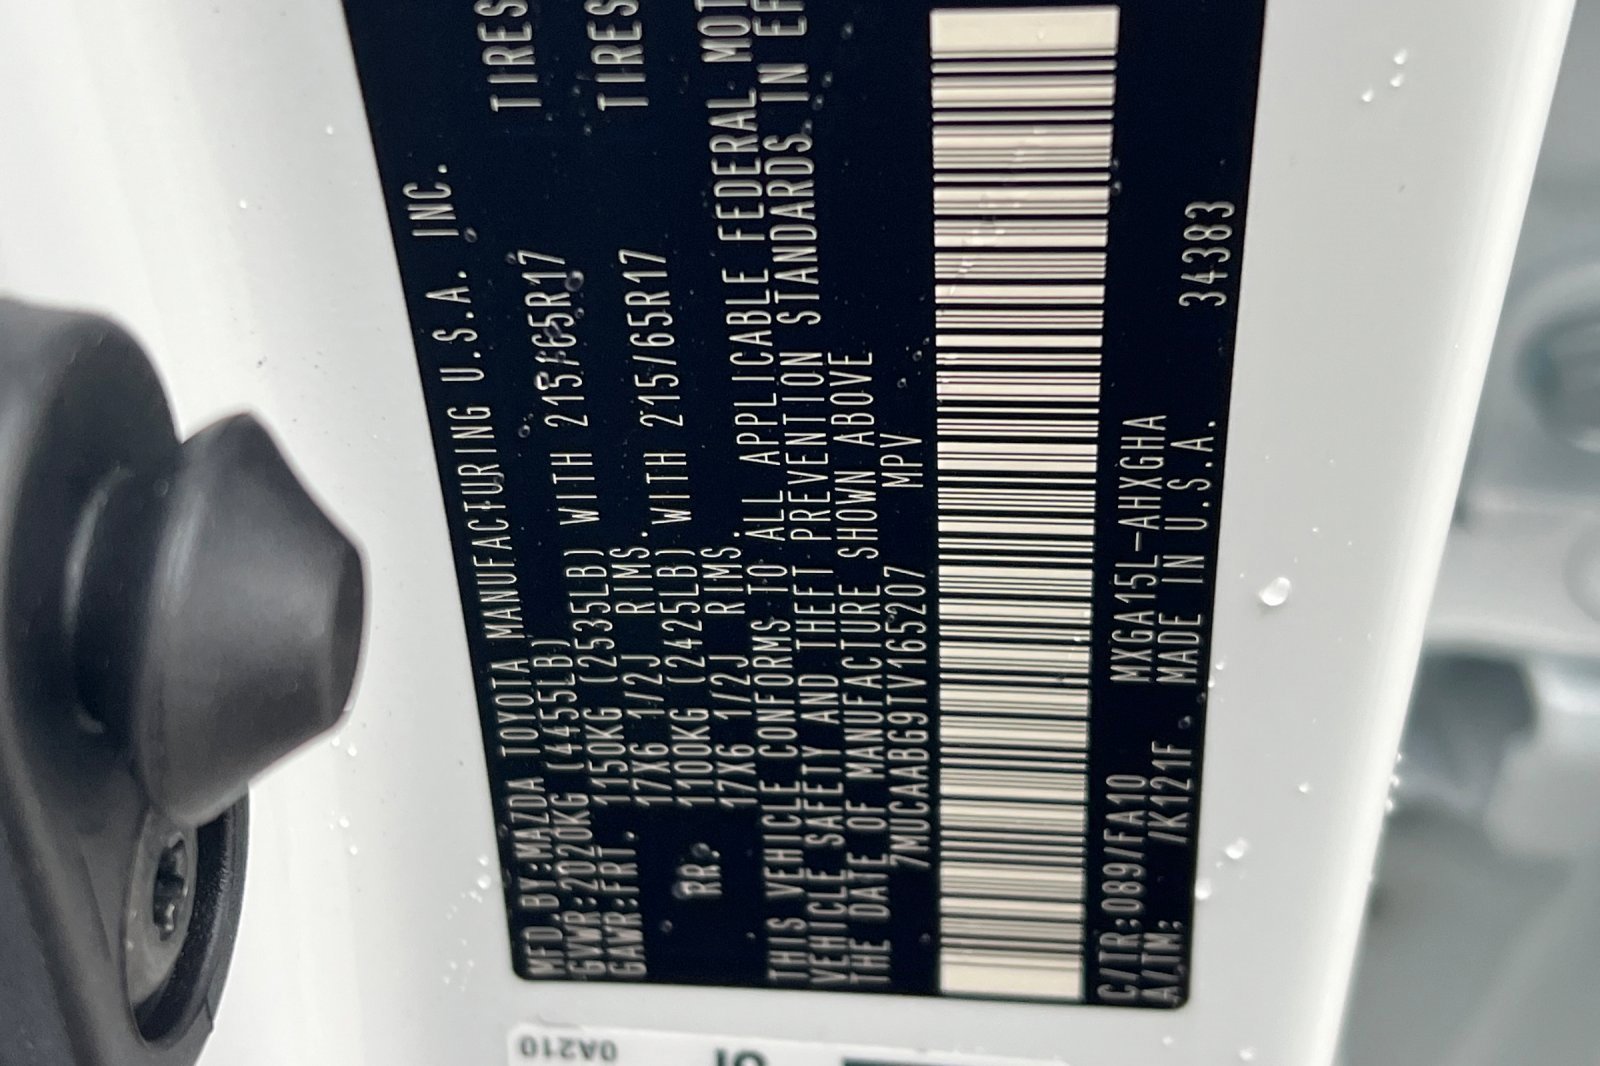 MFD.BY:MAZDA TOYOTA MANUFACTURING U.S.A. INC.
GVWR:2020KG (4455LB)
GAWR:FRT. 1150KG (2535LB) WITH 215/65R17 TIRES
17X6 1/2J RIMS.
RR. 1100KG (2425LB) WITH 215/65R17 TIRES
17X6 1/2J RIMS.
THIS VEHICLE CONFORMS TO ALL APPLICABLE FEDERAL MOT
VEHICLE SAFETY AND THEFT PREVENTION STANDARDS IN EF
THE DATE OF MANUFACTURE SHOWN ABOVE
7MUCAABG9TV165207 MPV
C/TR:089/FA10 MXGA15L-AHXGHA
A/TM: /K121F MADE IN U.S.A. 34383
0A210